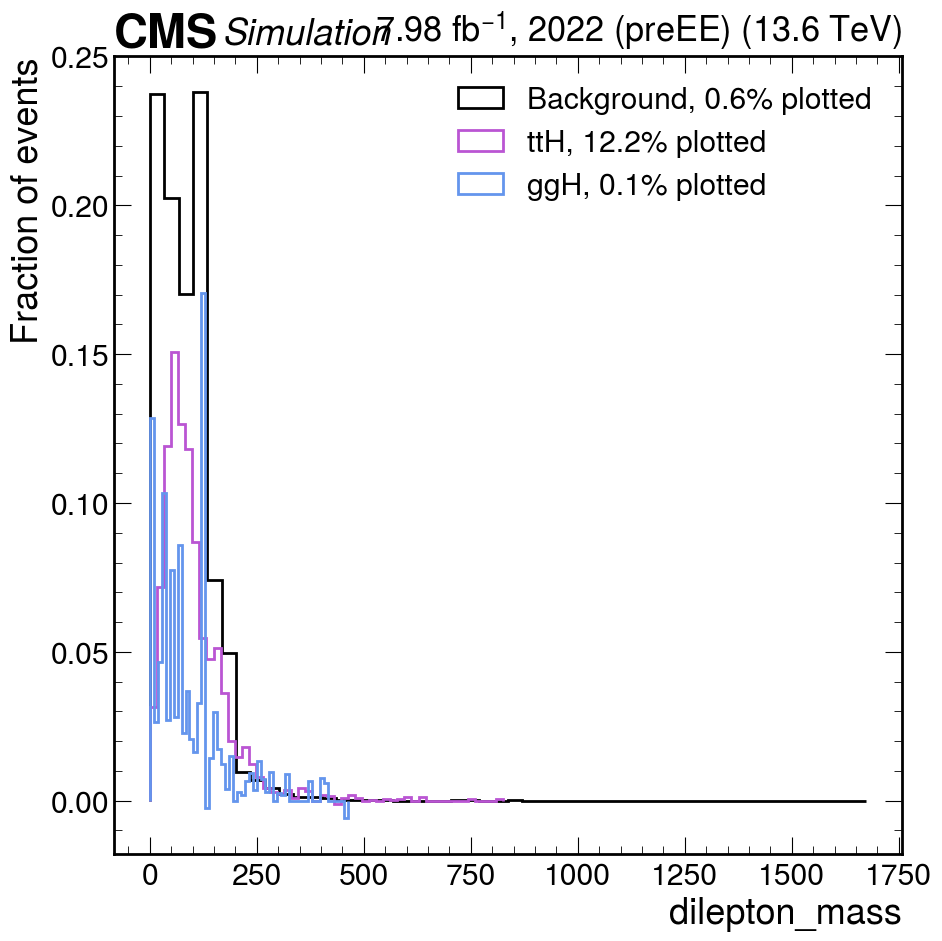 CMS Simulation 7.98 fb⁻¹, 2022 (preEE) (13.6 TeV)
Fraction of events
0.25
0.20
0.15
0.10
0.05
0.00
Background, 0.6% plotted
ttH, 12.2% plotted
ggH, 0.1% plotted
0 250 500 750 1000 1250 1500 1750
dilepton_mass